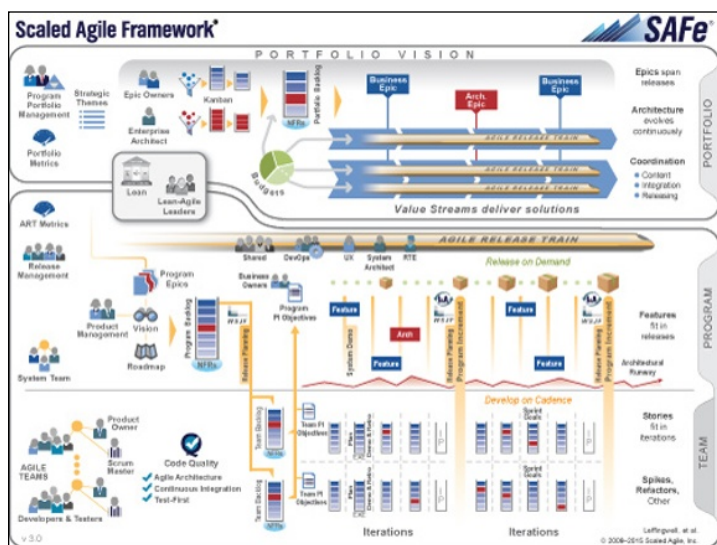 Scaled Agile Framework®
SAFe®
PORTFOLIO VISION
Program
Portfolio
Management
Strategic
Themes
Portfolio
Metrics
Epic Owners
Enterprise
Architect
Kanban
NFRs
Portfolio Backlog
Business
Epic
Arch.
Epic
Business
Epic
AGILE RELEASE TRAIN
AGILE RELEASE TRAIN
AGILE RELEASE TRAIN
Budgets
Value Streams deliver solutions
Epics span
releases
Architecture
evolves
continuously
Coordination
Content
Integration
Releasing
PORTFOLIO
Lean
Lean-Agile
Leaders
ART Metrics
Release
Management
Program
Epics
Product
Management
Vision
Roadmap
System Team
Program Backlog
NFRs
WSJF
Release Planning
Shared
DevOps
UX
System
Architect
RTE
Business
Owners
Program
PI Objectives
AGILE RELEASE TRAIN
Release on Demand
Feature
System Demo
Feature
Arch
Release Planning
Program Increment
Feature
Feature
Release Planning
Program Increment
Features
fit in
releases
Architectural
Runway
PROGRAM
Develop on Cadence
Product
Owner
AGILE
TEAMS
Scrum
Master
Developers & Testers
Code Quality
Agile Architecture
Continuous Integration
Test-First
Team Backlog
NFRs
Team PI
Objectives
Plan
Demo & Retro
Sprint
Goals
Team Backlog
NFRs
Team PI
Objectives
Plan
Demo & Retro
Sprint
Goals
Iterations
Iterations
Stories
fit in
iterations
Spikes,
Refactors,
Other
TEAM
v 3.0
Leffingwell, et al.
© 2008–2015 Scaled Agile, Inc.